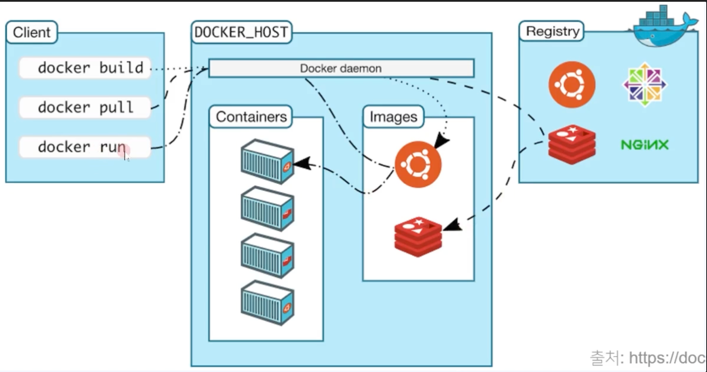 Client
docker build
docker pull
docker run
DOCKER_HOST
Docker daemon
Containers
Images
Registry
NGINX
출처: https://doc